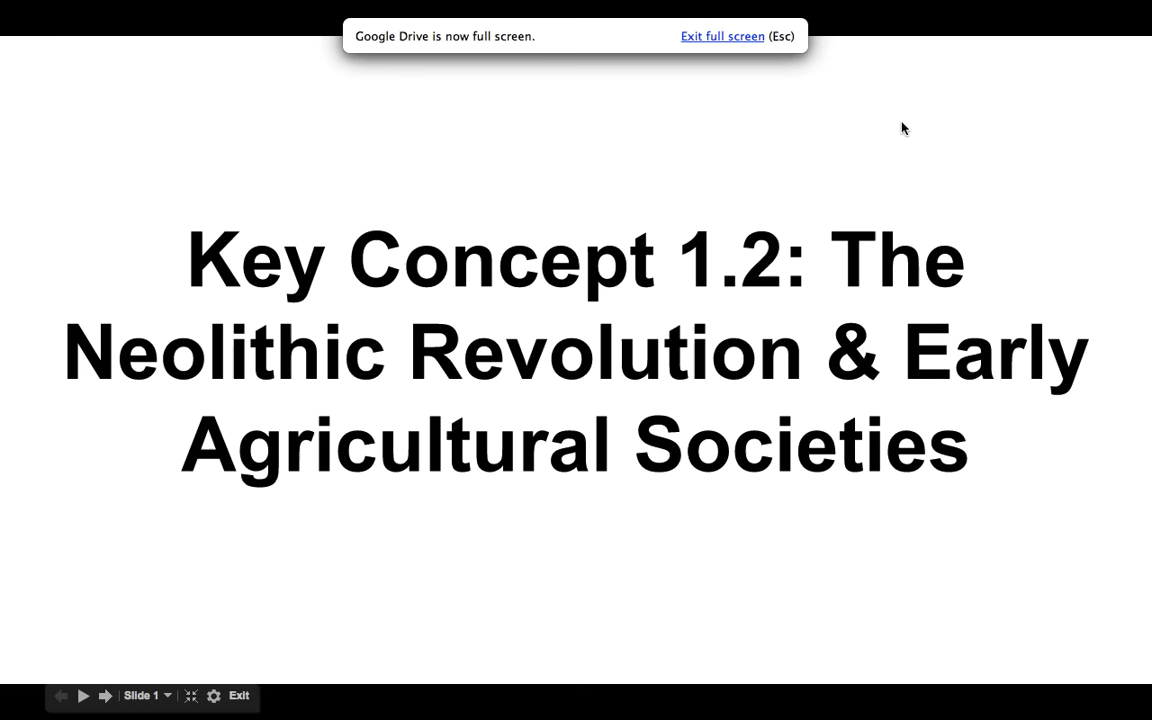 Google Drive is now full screen. Exit full screen (Esc)
Key Concept 1.2: The
Neolithic Revolution & Early
Agricultural Societies
Slide 1 Exit